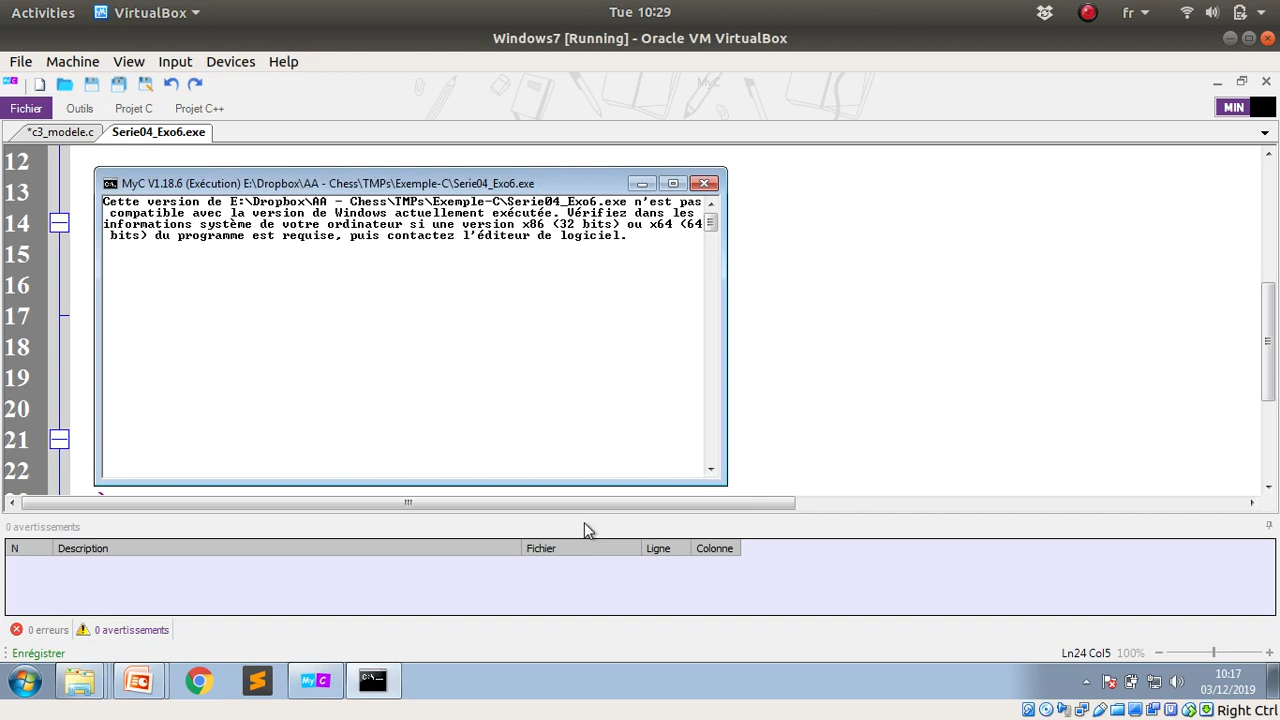 Activities VirtualBox Tue 10:29 fr
Windows7 [Running] - Oracle VM VirtualBox
File Machine View Input Devices Help
MyC
Fichier Outils Projet C Projet C++ MIN
*c3_modele.c Serie04_Exo6.exe
12
13
MyC V1.18.6 (Exécution) E:\Dropbox\AA - Chess\TMPs\Exemple-C\Serie04_Exo6.exe
Cette version de E:\Dropbox\AA - Chess\TMPs\Exemple-C\Serie04_Exo6.exe n'est pas
compatible avec la version de Windows actuellement exécutée. Vérifiez dans les
14
informations système de votre ordinateur si une version x86 (32 bits) ou x64 (64
bits) du programme est requise, puis contactez l'éditeur de logiciel.
15
16
17
18
19
20
21
22
0 avertissements
N Description Fichier Ligne Colonne
0 erreurs 0 avertissements
Enrégistrer Ln24 Col5 100%
MyC C:\ 10:17
03/12/2019
Right Ctrl